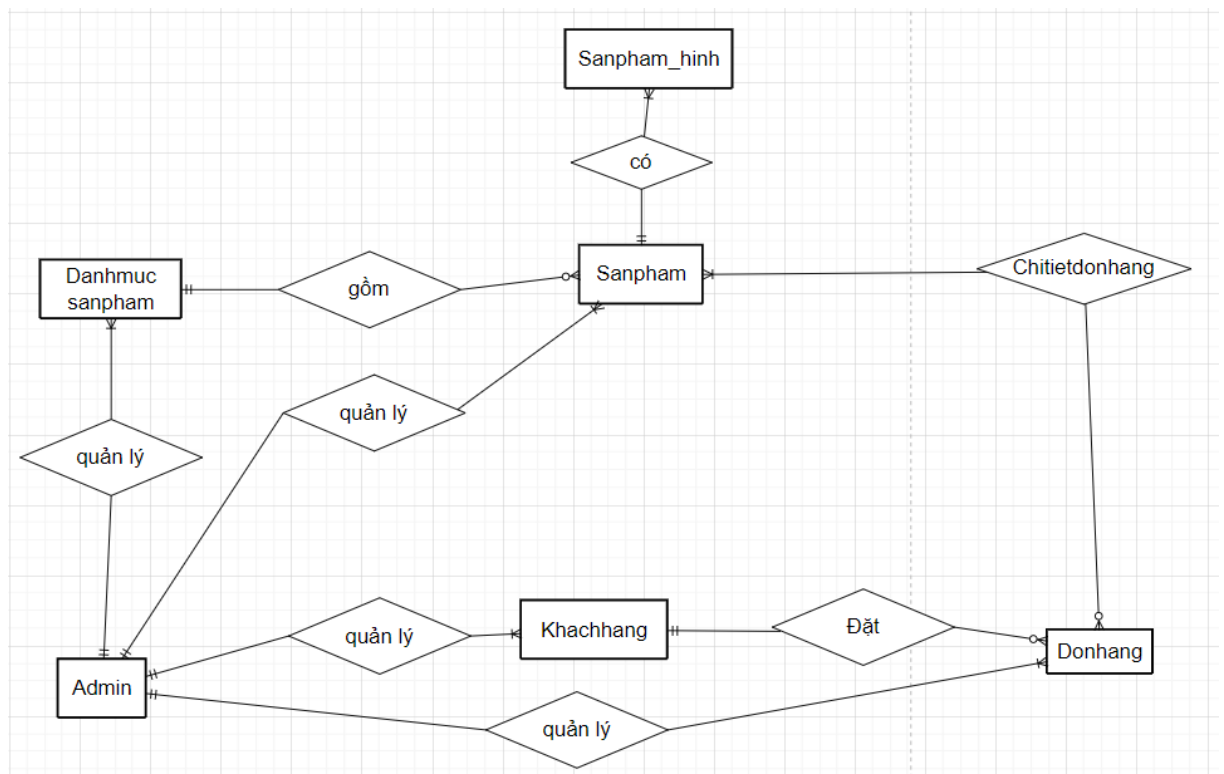 Sanpham_hinh
có
Sanpham
Chitietdonhang
Danhmuc
sanpham
gồm
quản lý
quản lý
quản lý
Khachhang
Đặt
Donhang
Admin
quản lý